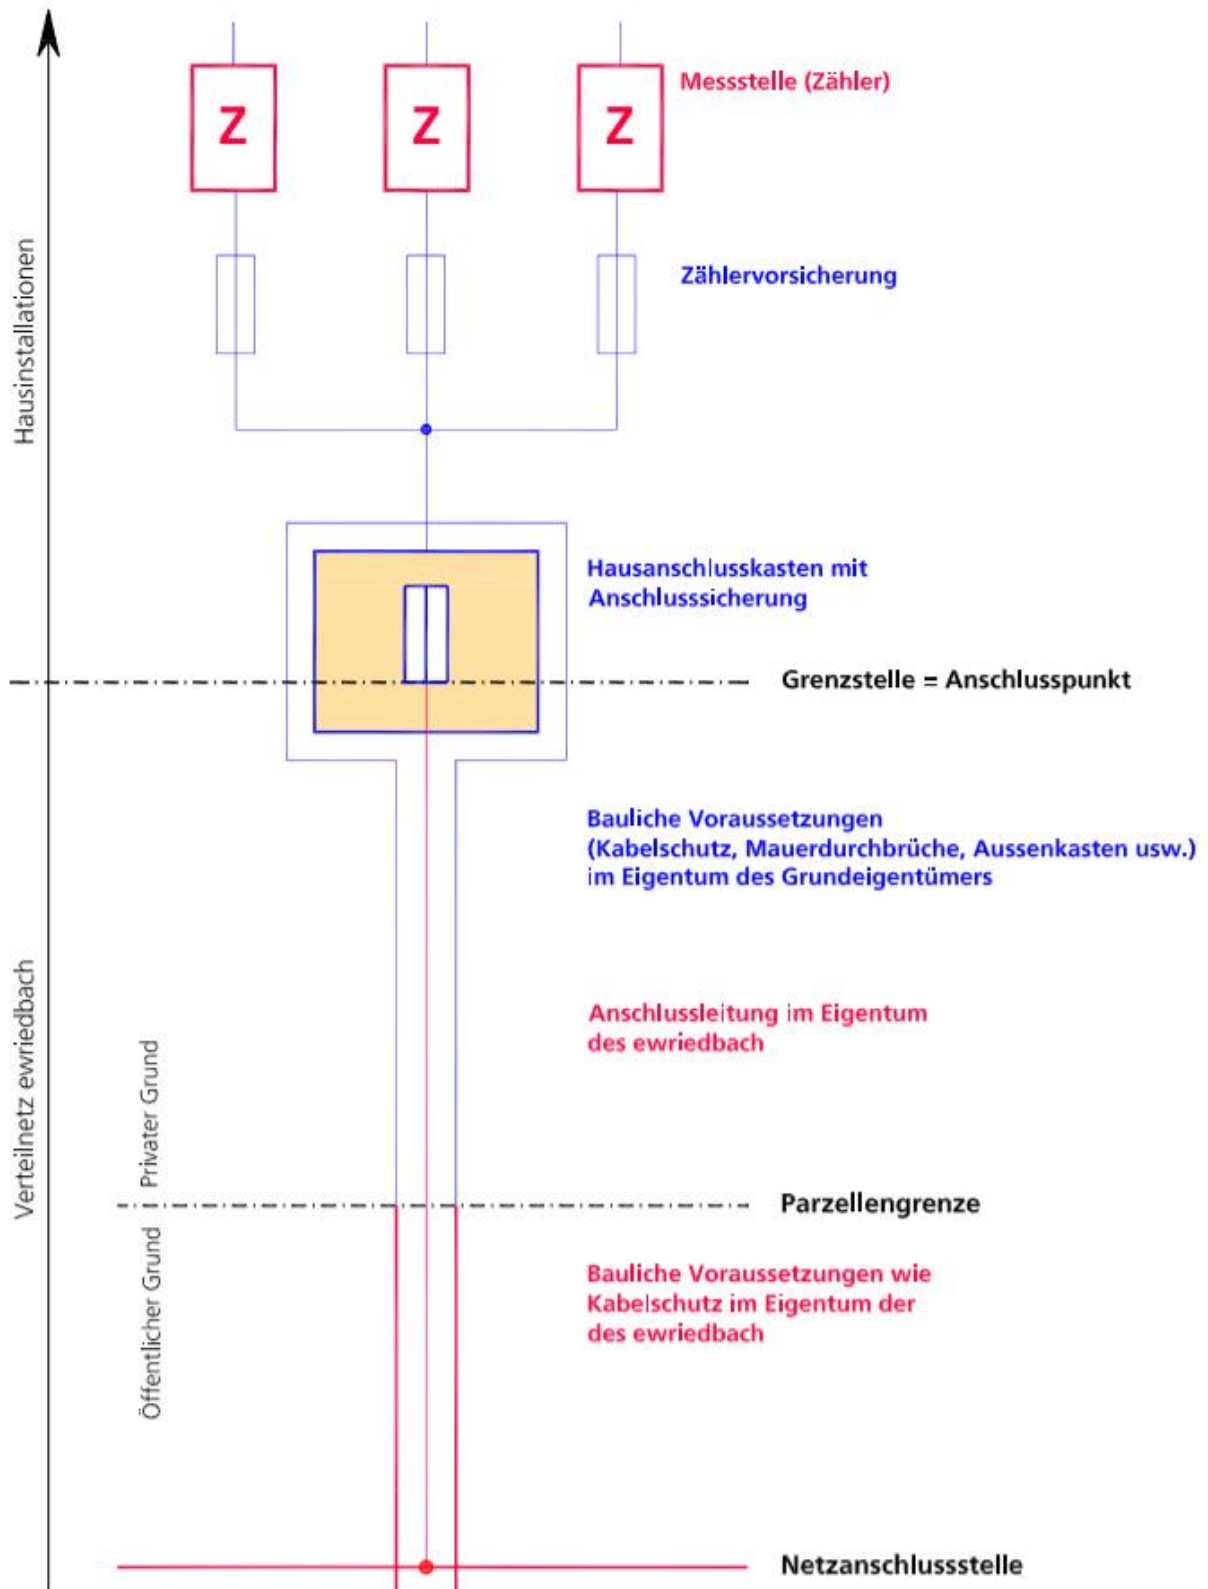 Z
Z
Z
Messstelle (Zähler)
Zählervorsicherung
Hausinstallationen
Hausanschlusskasten mit
Anschlusssicherung
Grenzstelle = Anschlusspunkt
Bauliche Voraussetzungen
(Kabelschutz, Mauerdurchbrüche, Aussenkasten usw.)
im Eigentum des Grundeigentümers
Anschlussleitung im Eigentum
des ewriedbach
Verteilnetz ewriedbach
Privater Grund
Parzellengrenze
Öffentlicher Grund
Bauliche Voraussetzungen wie
Kabelschutz im Eigentum der
des ewriedbach
Netzanschlussstelle